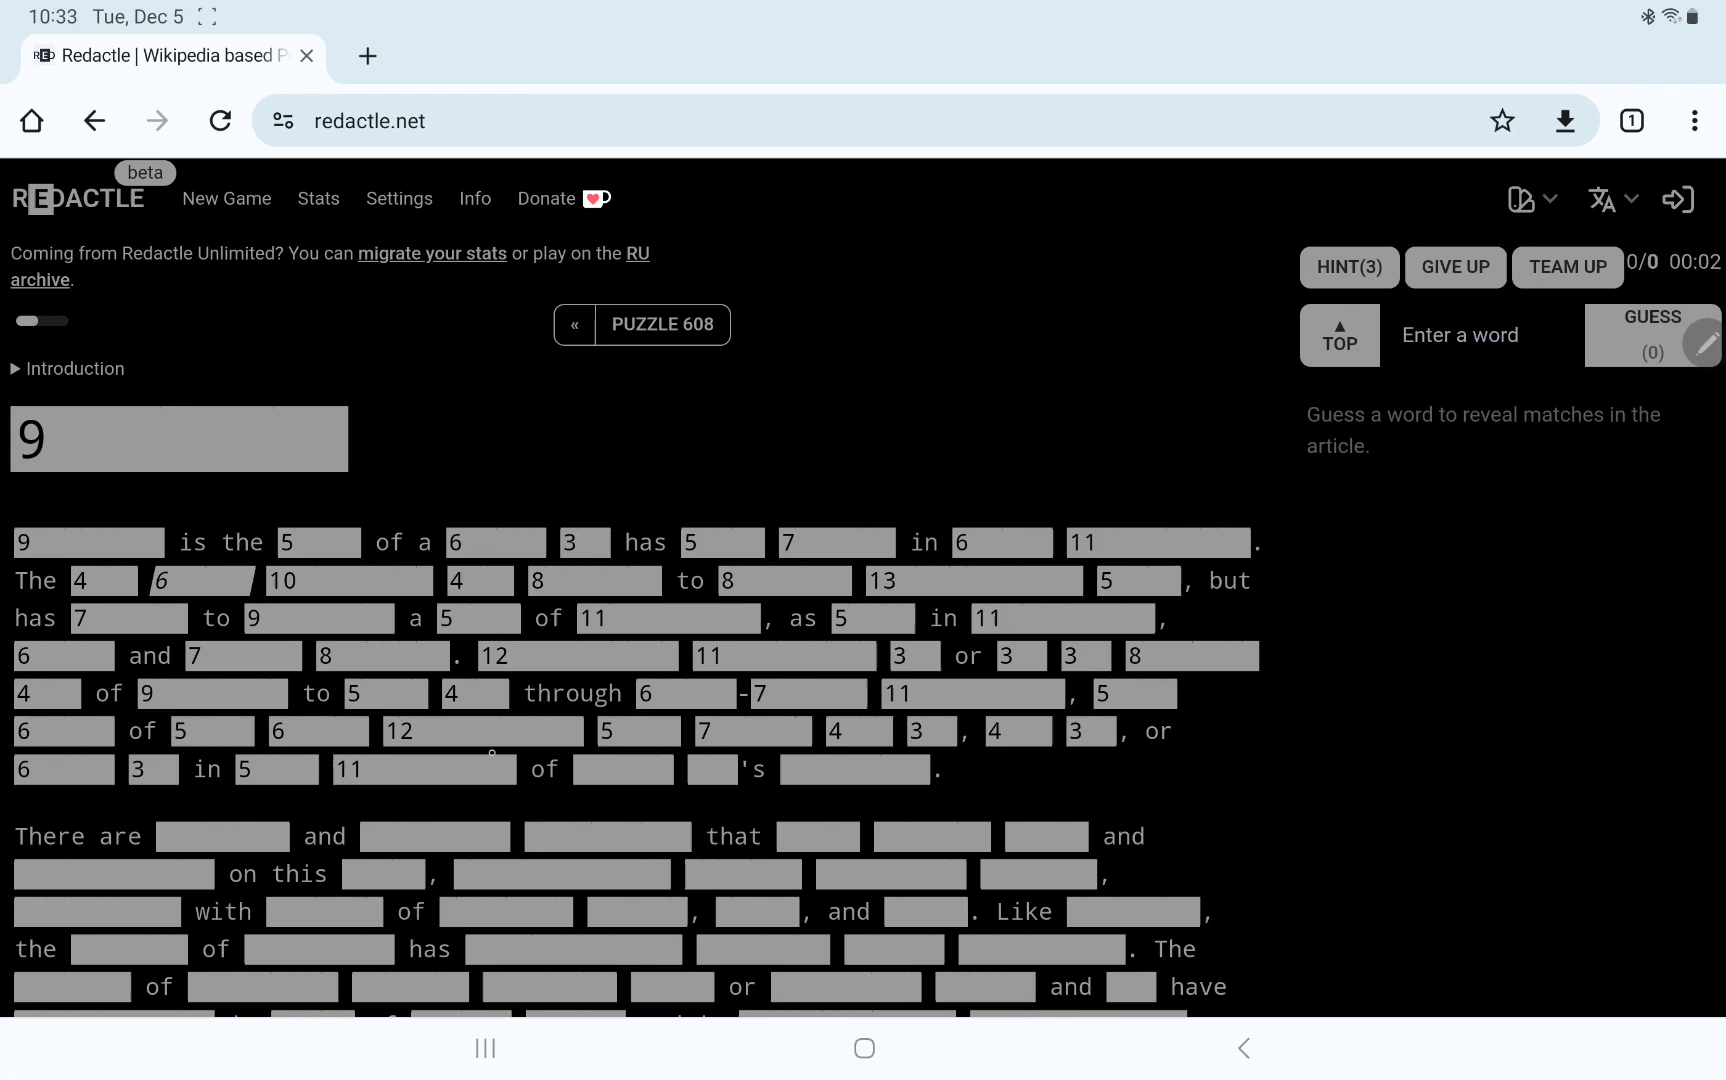 10:33 Tue, Dec 5
Redactle | Wikipedia based P
redactle.net
1
beta
REDACTLE New Game Stats Settings Info Donate
Coming from Redactle Unlimited? You can migrate your stats or play on the RU
archive.
HINT(3) GIVE UP TEAM UP 0/0 00:02
« PUZZLE 608
▲
TOP
Enter a word
GUESS
(0)
▶ Introduction
Guess a word to reveal matches in the
article.
9
9 is the 5 of a 6 3 has 5 7 in 6 11.
The 4 6 10 4 8 to 8 13 5, but
has 7 to 9 a 5 of 11, as 5 in 11,
6 and 7 8. 12 11 3 or 3 3 8
4 of 9 to 5 4 through 6-7 11, 5
6 of 5 6 12 5 7 4 3, 4 3, or
6 3 in 5 11 of 's .
There are and that and
on this , ,
with of , , and . Like ,
the of has . The
of or and have